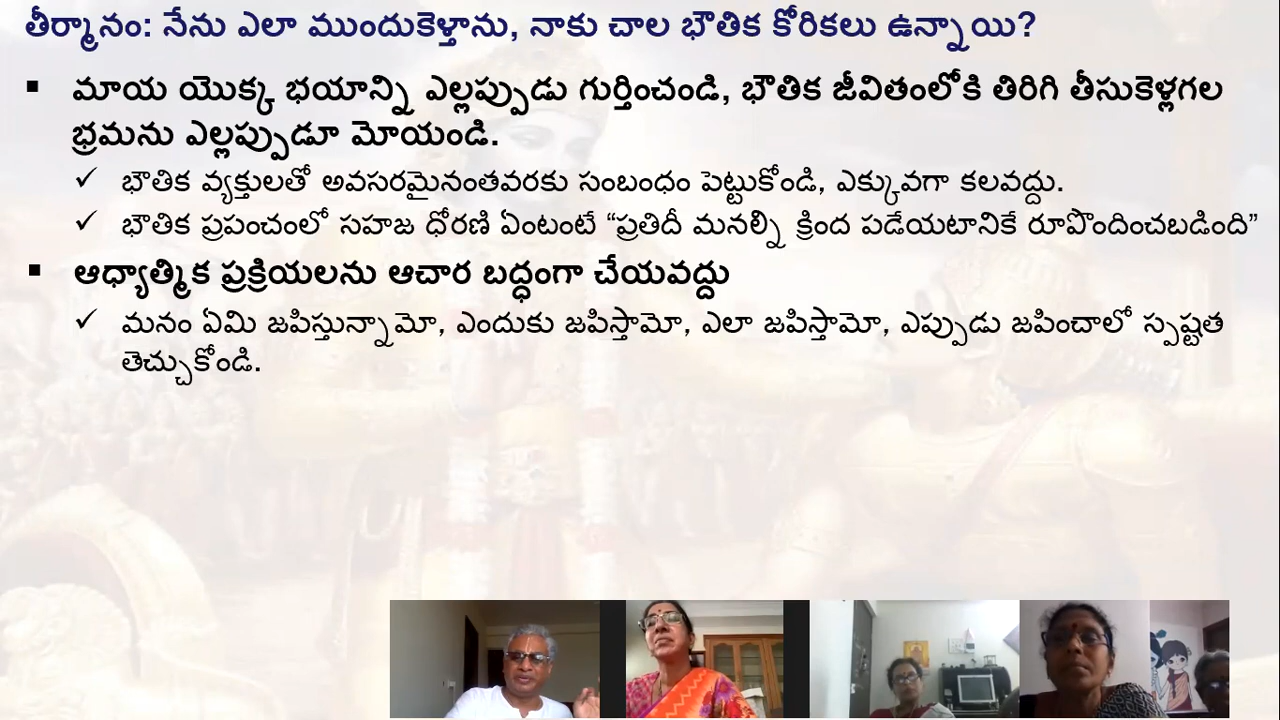 తీర్మానం: నేను ఎలా ముందుకెళ్తాను, నాకు చాల భౌతిక కోరికలు ఉన్నాయి?
▪ మాయ యొక్క భయాన్ని ఎల్లప్పుడు గుర్తించండి, భౌతిక జీవితంలోకి తిరిగి తీసుకెళ్లగల
భ్రమను ఎల్లప్పుడూ మోయండి.
✓ భౌతిక వ్యక్తులతో అవసరమైనంతవరకు సంబంధం పెట్టుకోండి, ఎక్కువగా కలవద్దు.
✓ భౌతిక ప్రపంచంలో సహజ ధోరణి ఏంటంటే “ప్రతిదీ మనల్ని క్రింద పడేయటానికే రూపొందించబడింది”
▪ ఆధ్యాత్మిక ప్రక్రియలను ఆచార బద్ధంగా చేయవద్దు
✓ మనం ఏమి జపిస్తున్నామో, ఎందుకు జపిస్తామో, ఎలా జపిస్తామో, ఎప్పుడు జపించాలో స్పష్టత
తెచ్చుకోండి.